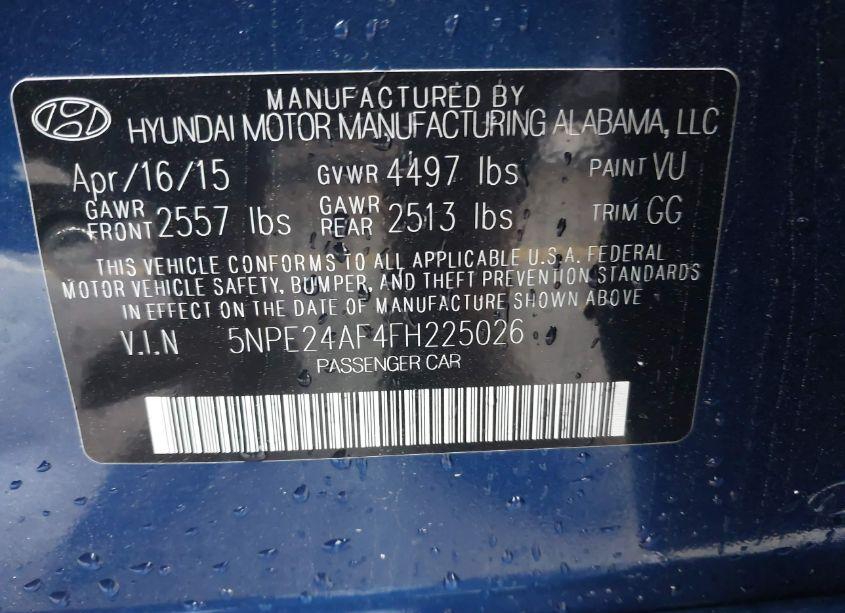 MANUFACTURED BY
HYUNDAI MOTOR MANUFACTURING ALABAMA, LLC
Apr/16/15 GVWR 4497 lbs PAINT VU
GAWR FRONT 2557 lbs GAWR REAR 2513 lbs TRIM GG
THIS VEHICLE CONFORMS TO ALL APPLICABLE U.S.A. FEDERAL
MOTOR VEHICLE SAFETY, BUMPER, AND THEFT PREVENTION STANDARDS
IN EFFECT ON THE DATE OF MANUFACTURE SHOWN ABOVE
V.I.N 5NPE24AF4FH225026
PASSENGER CAR